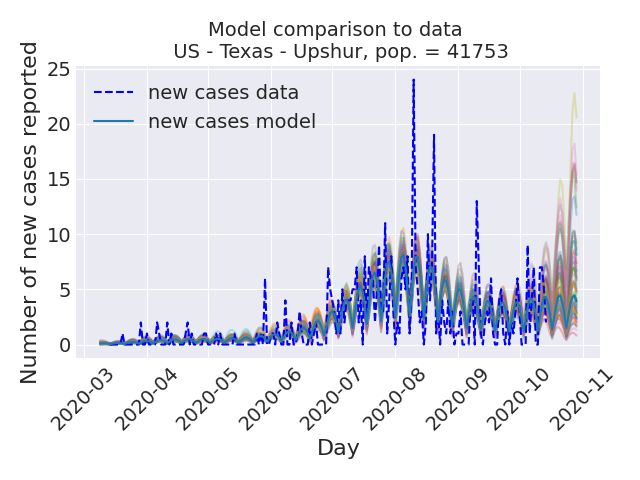 Model comparison to data
US - Texas - Upshur, pop. = 41753
new cases data
new cases model
Number of new cases reported
25
20
15
10
5
0
2020-03
2020-04
2020-05
2020-06
2020-07
2020-08
2020-09
2020-10
2020-11
Day